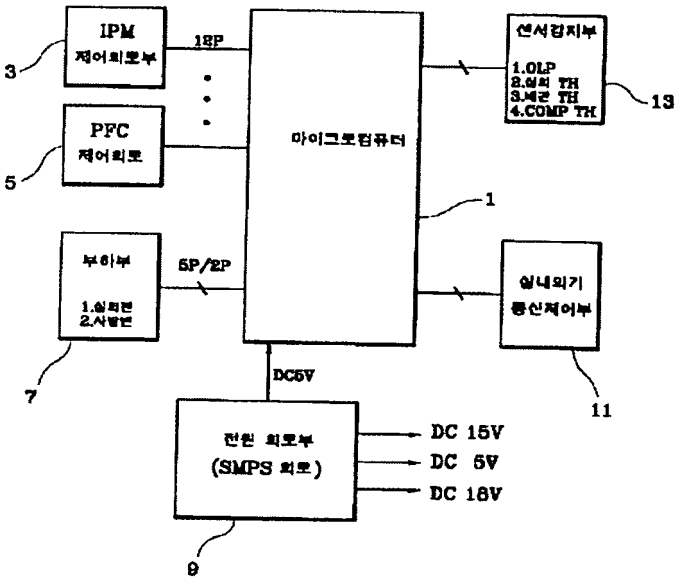 IPM
제어회로부
3
12P
PFC
제어회로
5
마이크로컴퓨터
센서감지부
1.OLP
2.실외 TH
3.배관 TH
4.COMP TH
13
1
부하부
1.실외팬
2.사방변
7
5P/2P
실내외기
통신제어부
11
DC5V
전원 회로부
(SMPS 회로)
9
DC 15V
DC 5V
DC 18V